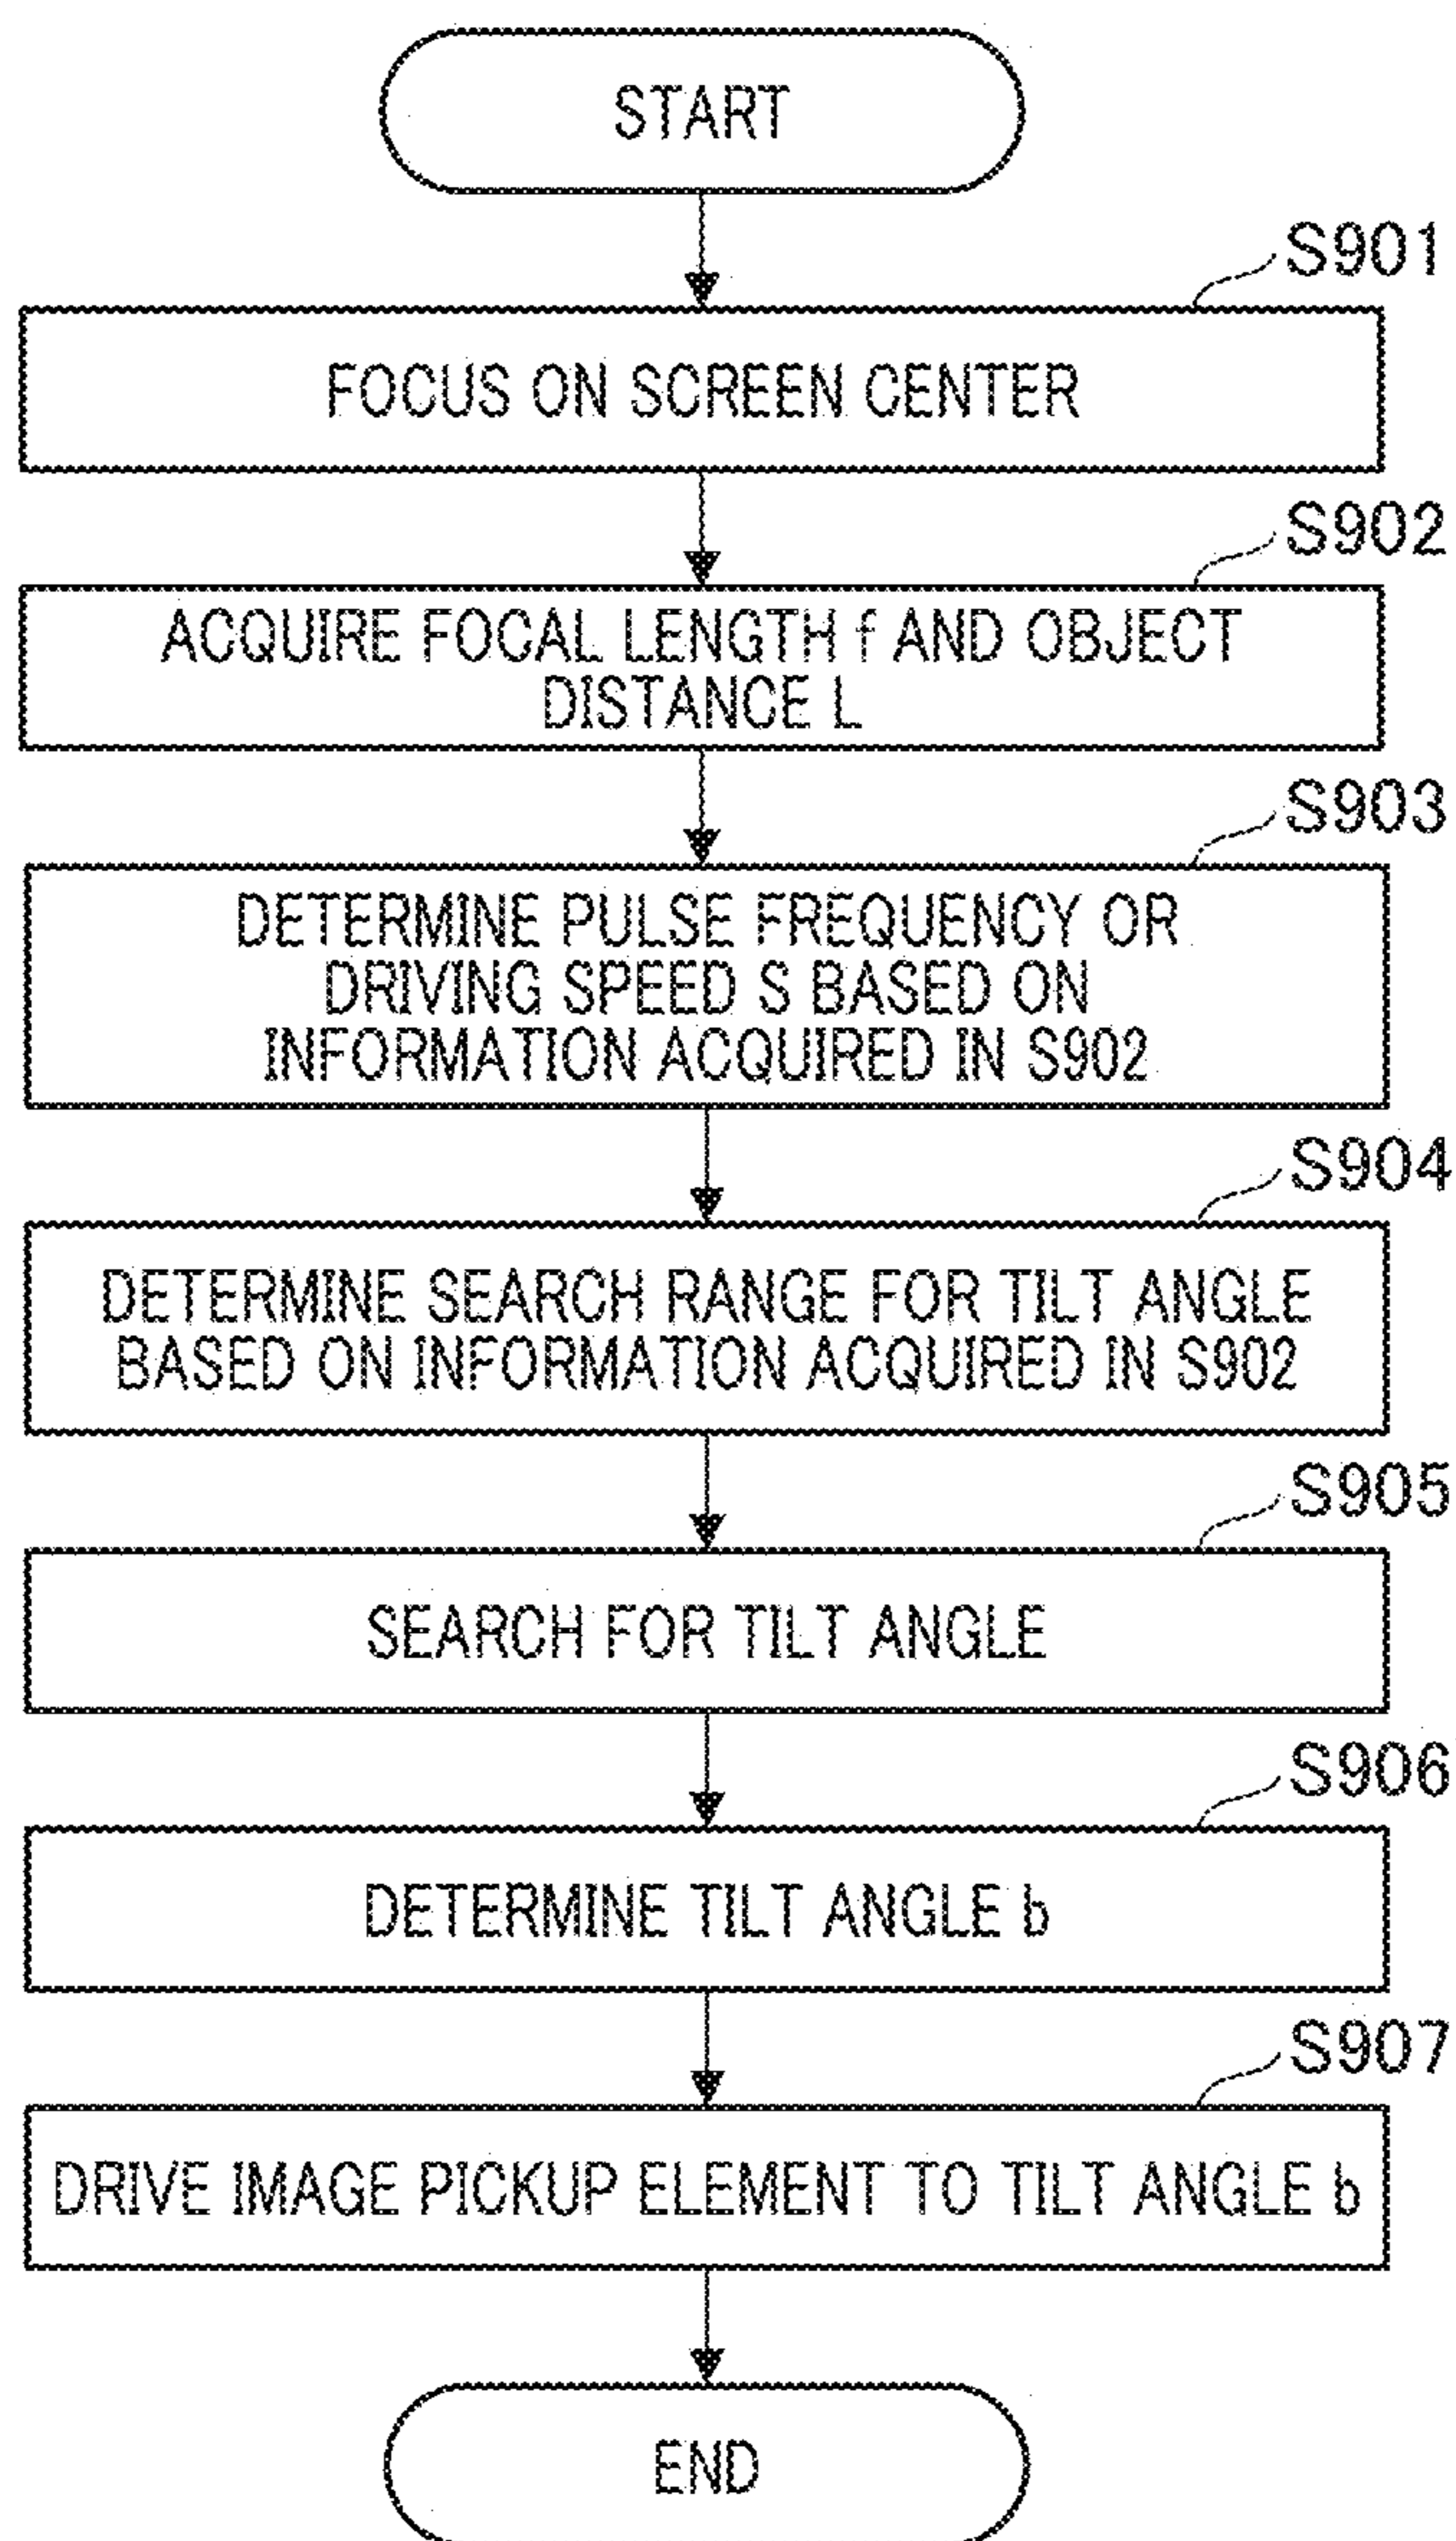 START
S901
FOCUS ON SCREEN CENTER
S902
ACQUIRE FOCAL LENGTH f AND OBJECT
DISTANCE L
S903
DETERMINE PULSE FREQUENCY OR
DRIVING SPEED S BASED ON
INFORMATION ACQUIRED IN S902
S904
DETERMINE SEARCH RANGE FOR TILT ANGLE
BASED ON INFORMATION ACQUIRED IN S902
S905
SEARCH FOR TILT ANGLE
S906
DETERMINE TILT ANGLE b
S907
DRIVE IMAGE PICKUP ELEMENT TO TILT ANGLE b
END